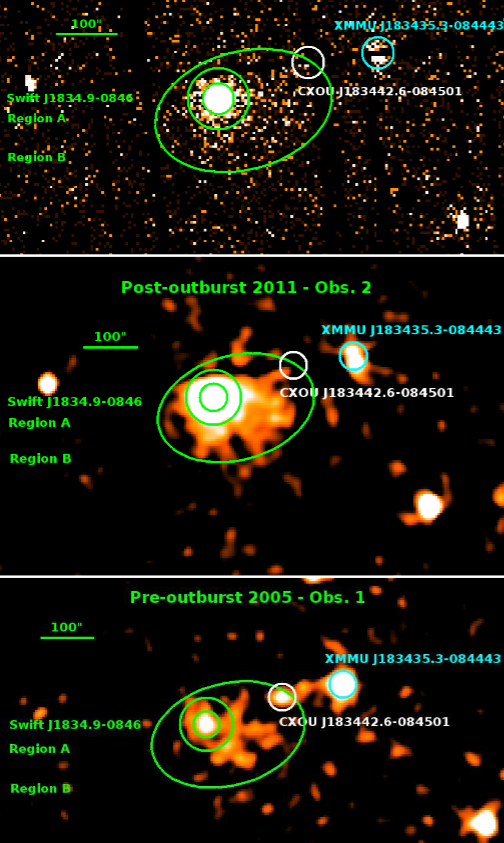 100"
XMMU J183435.3-084443
CXOU J183442.6-084501
Swift J1834.9-0846
Region A
Region B
Post-outburst 2011 - Obs. 2
100"
XMMU J183435.3-084443
CXOU J183442.6-084501
Swift J1834.9-0846
Region A
Region B
Pre-outburst 2005 - Obs. 1
100"
XMMU J183435.3-084443
CXOU J183442.6-084501
Swift J1834.9-0846
Region A
Region B